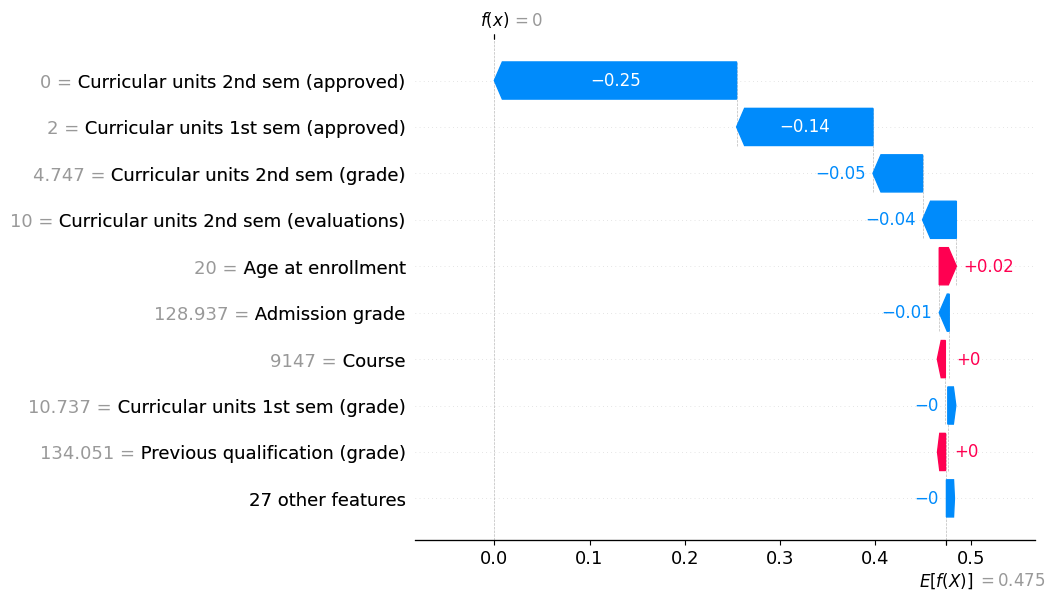 f(x) = 0
0 = Curricular units 2nd sem (approved)
−0.25
2 = Curricular units 1st sem (approved)
−0.14
4.747 = Curricular units 2nd sem (grade)
−0.05
10 = Curricular units 2nd sem (evaluations)
−0.04
20 = Age at enrollment
+0.02
128.937 = Admission grade
−0.01
9147 = Course
+0
10.737 = Curricular units 1st sem (grade)
−0
134.051 = Previous qualification (grade)
+0
27 other features
−0
0.0 0.1 0.2 0.3 0.4 0.5
E[f(X)] = 0.475